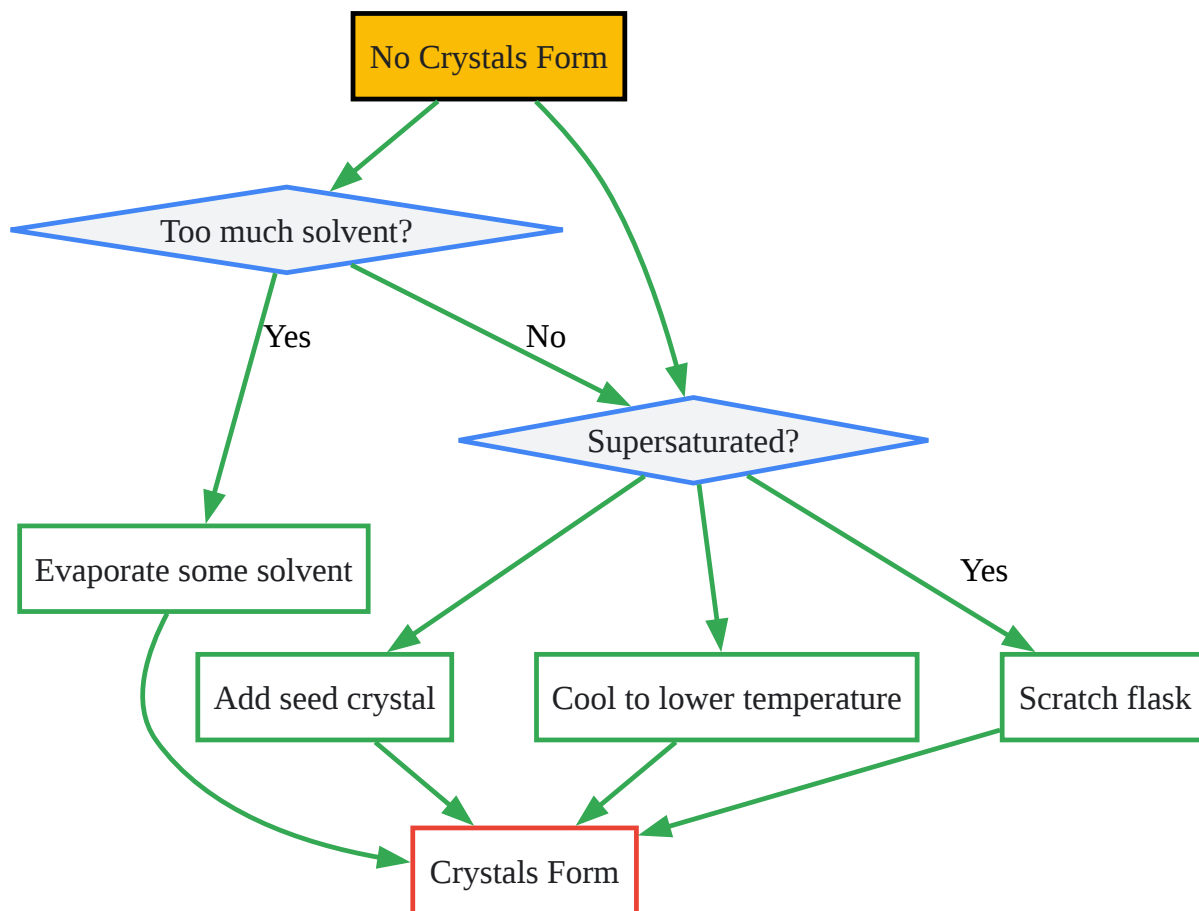 No Crystals Form
Too much solvent?
Yes
No
Supersaturated?
Evaporate some solvent
Yes
Add seed crystal
Cool to lower temperature
Scratch flask
Crystals Form